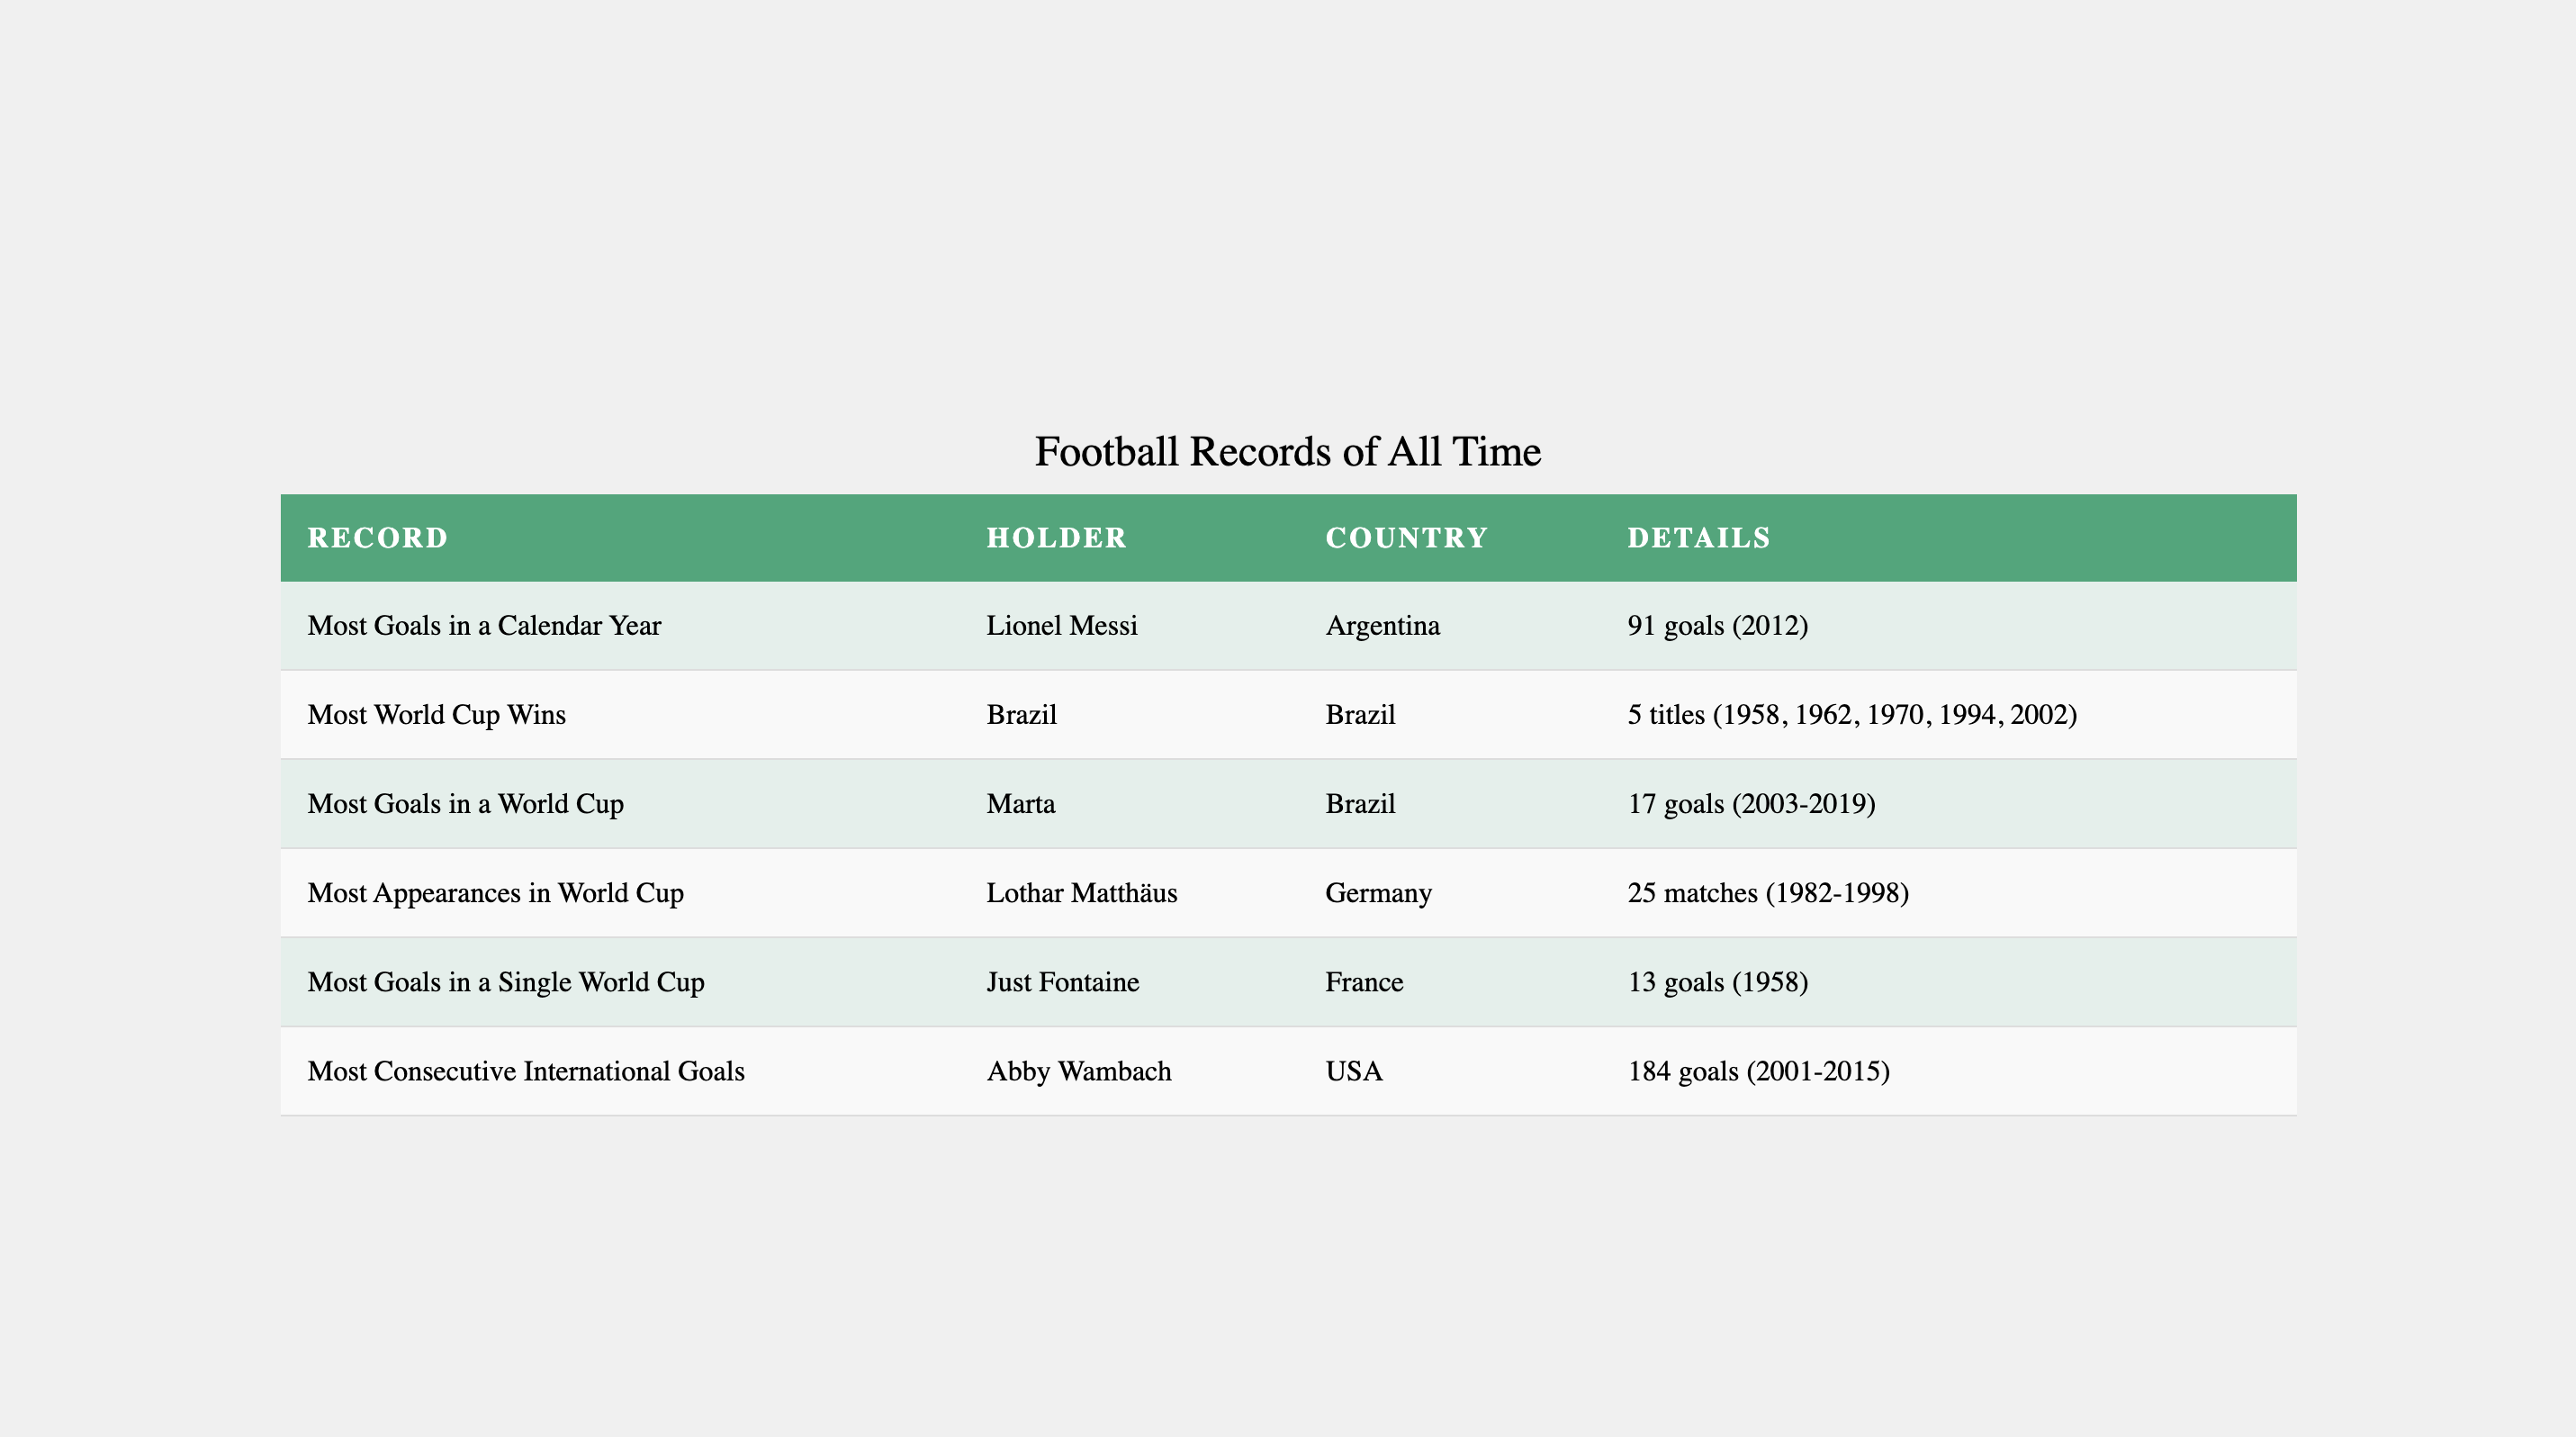 Football Records of All Time
RECORD HOLDER COUNTRY DETAILS
Most Goals in a Calendar Year Lionel Messi Argentina 91 goals (2012)
Most World Cup Wins Brazil Brazil 5 titles (1958, 1962, 1970, 1994, 2002)
Most Goals in a World Cup Marta Brazil 17 goals (2003-2019)
Most Appearances in World Cup Lothar Matthäus Germany 25 matches (1982-1998)
Most Goals in a Single World Cup Just Fontaine France 13 goals (1958)
Most Consecutive International Goals Abby Wambach USA 184 goals (2001-2015)